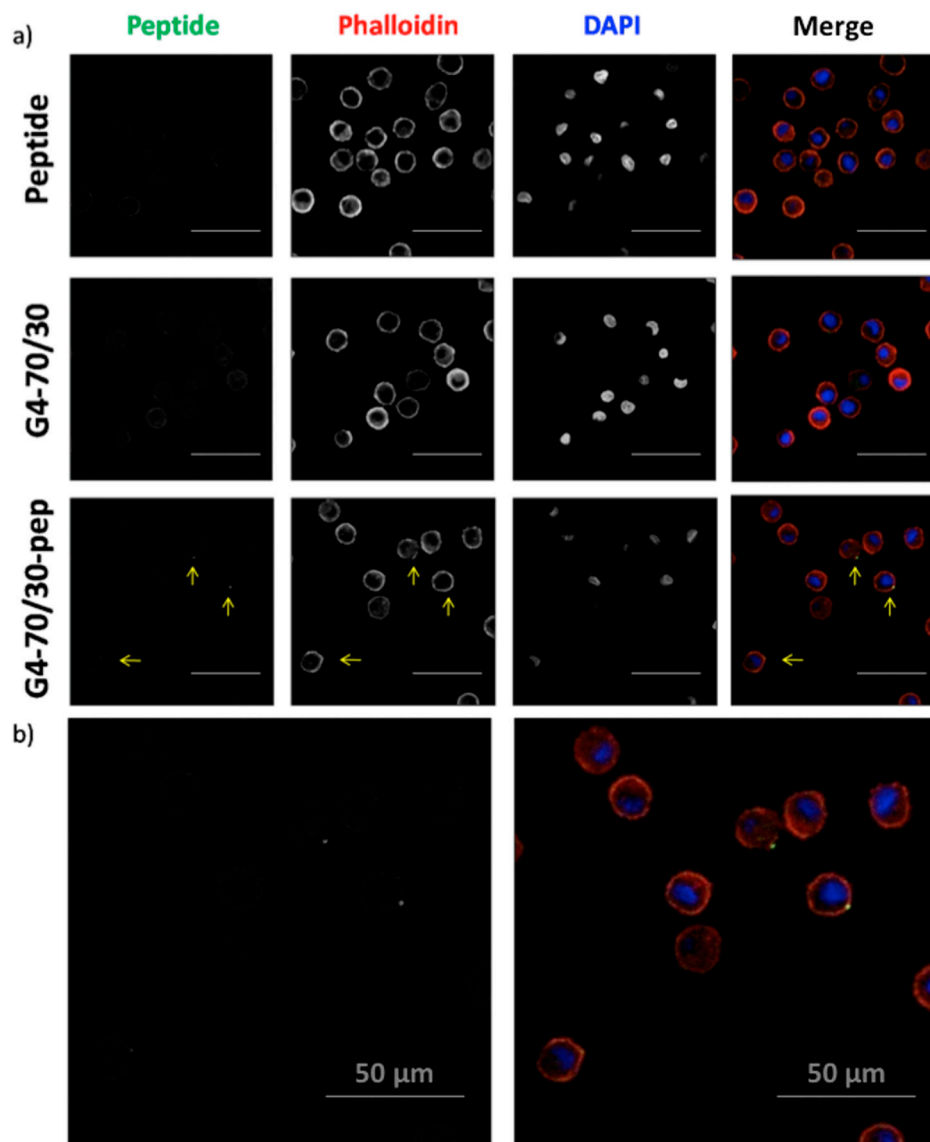 a)
Peptide Phalloidin DAPI Merge
Peptide
G4-70/30
G4-70/30-pep
b)
50 µm 50 µm